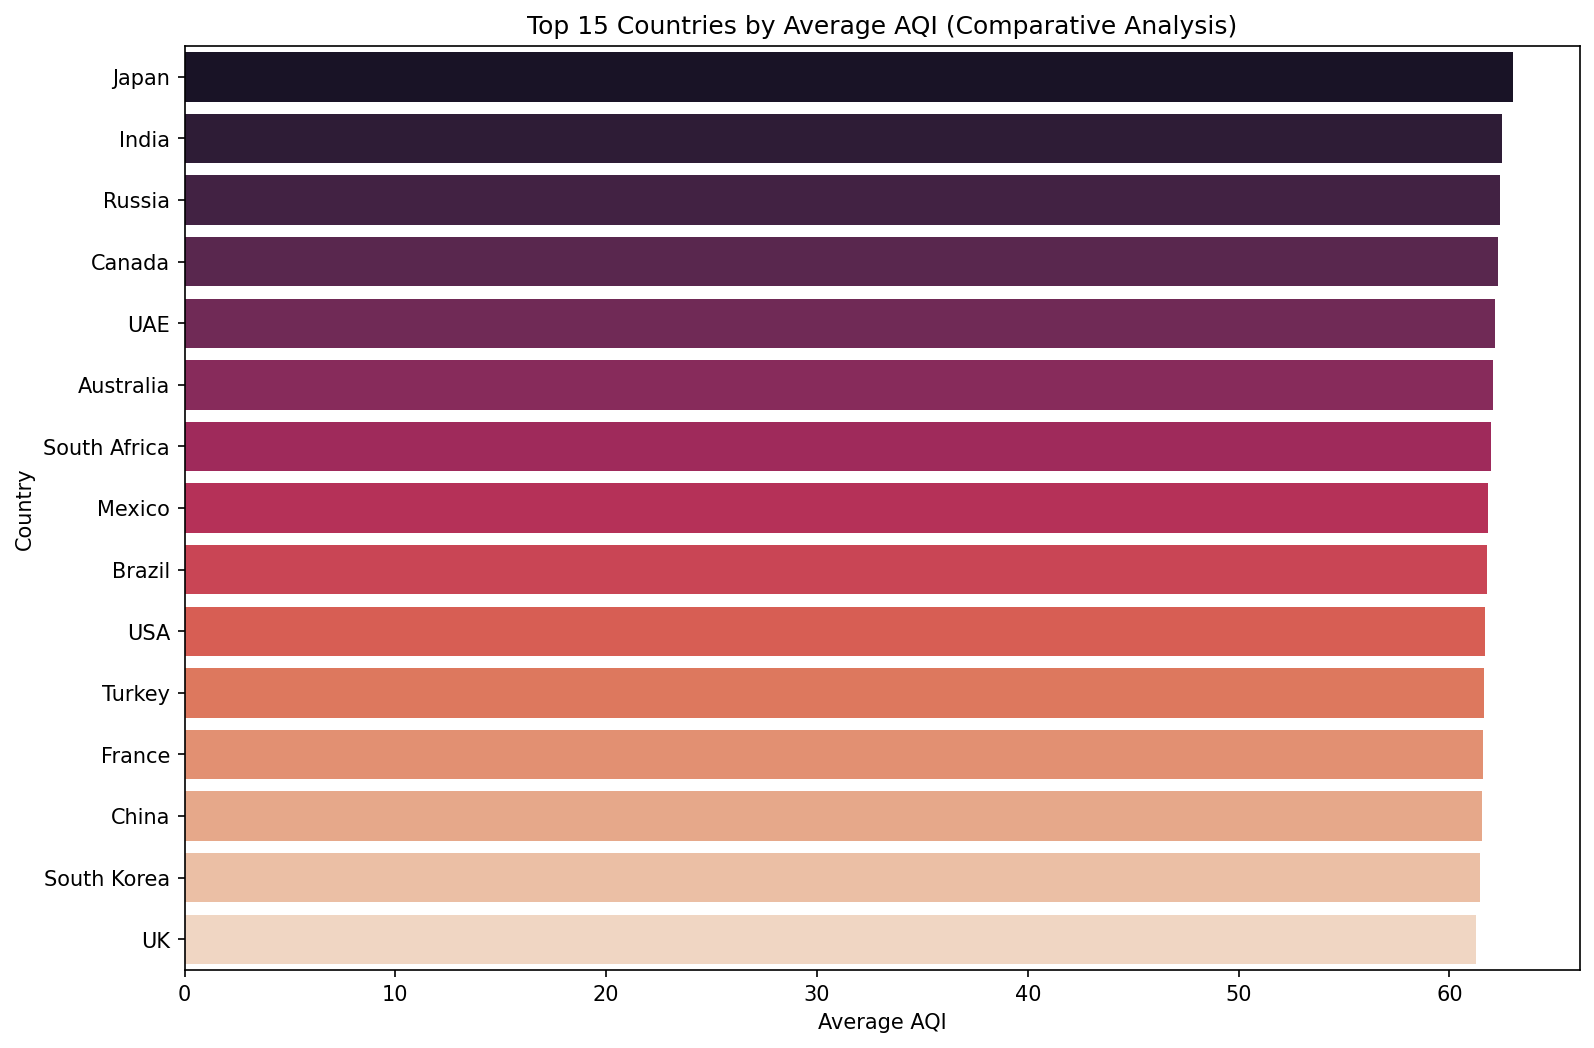 Top 15 Countries by Average AQI (Comparative Analysis)
Japan
India
Russia
Canada
UAE
Australia
South Africa
Mexico
Brazil
USA
Turkey
France
China
South Korea
UK
Country
0 10 20 30 40 50 60
Average AQI